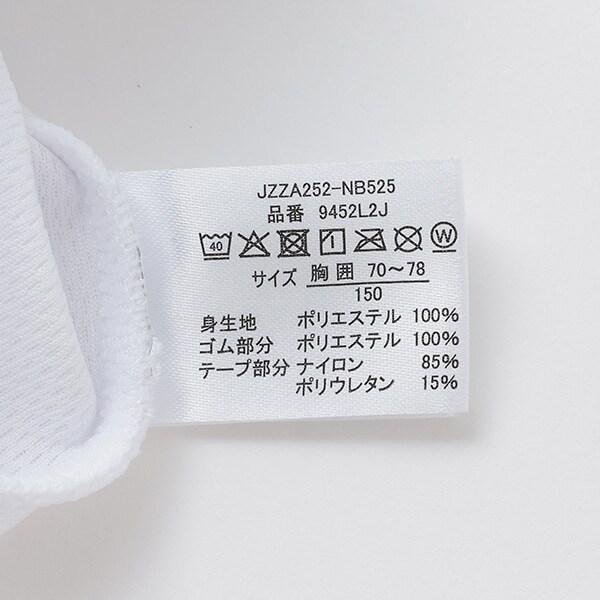 JZZA252-NB525
品番 9452L2J
40 W
サイズ 胸囲 70～78
150
身生地 ポリエステル 100%
ゴム部分 ポリエステル 100%
テープ部分 ナイロン 85%
ポリウレタン 15%